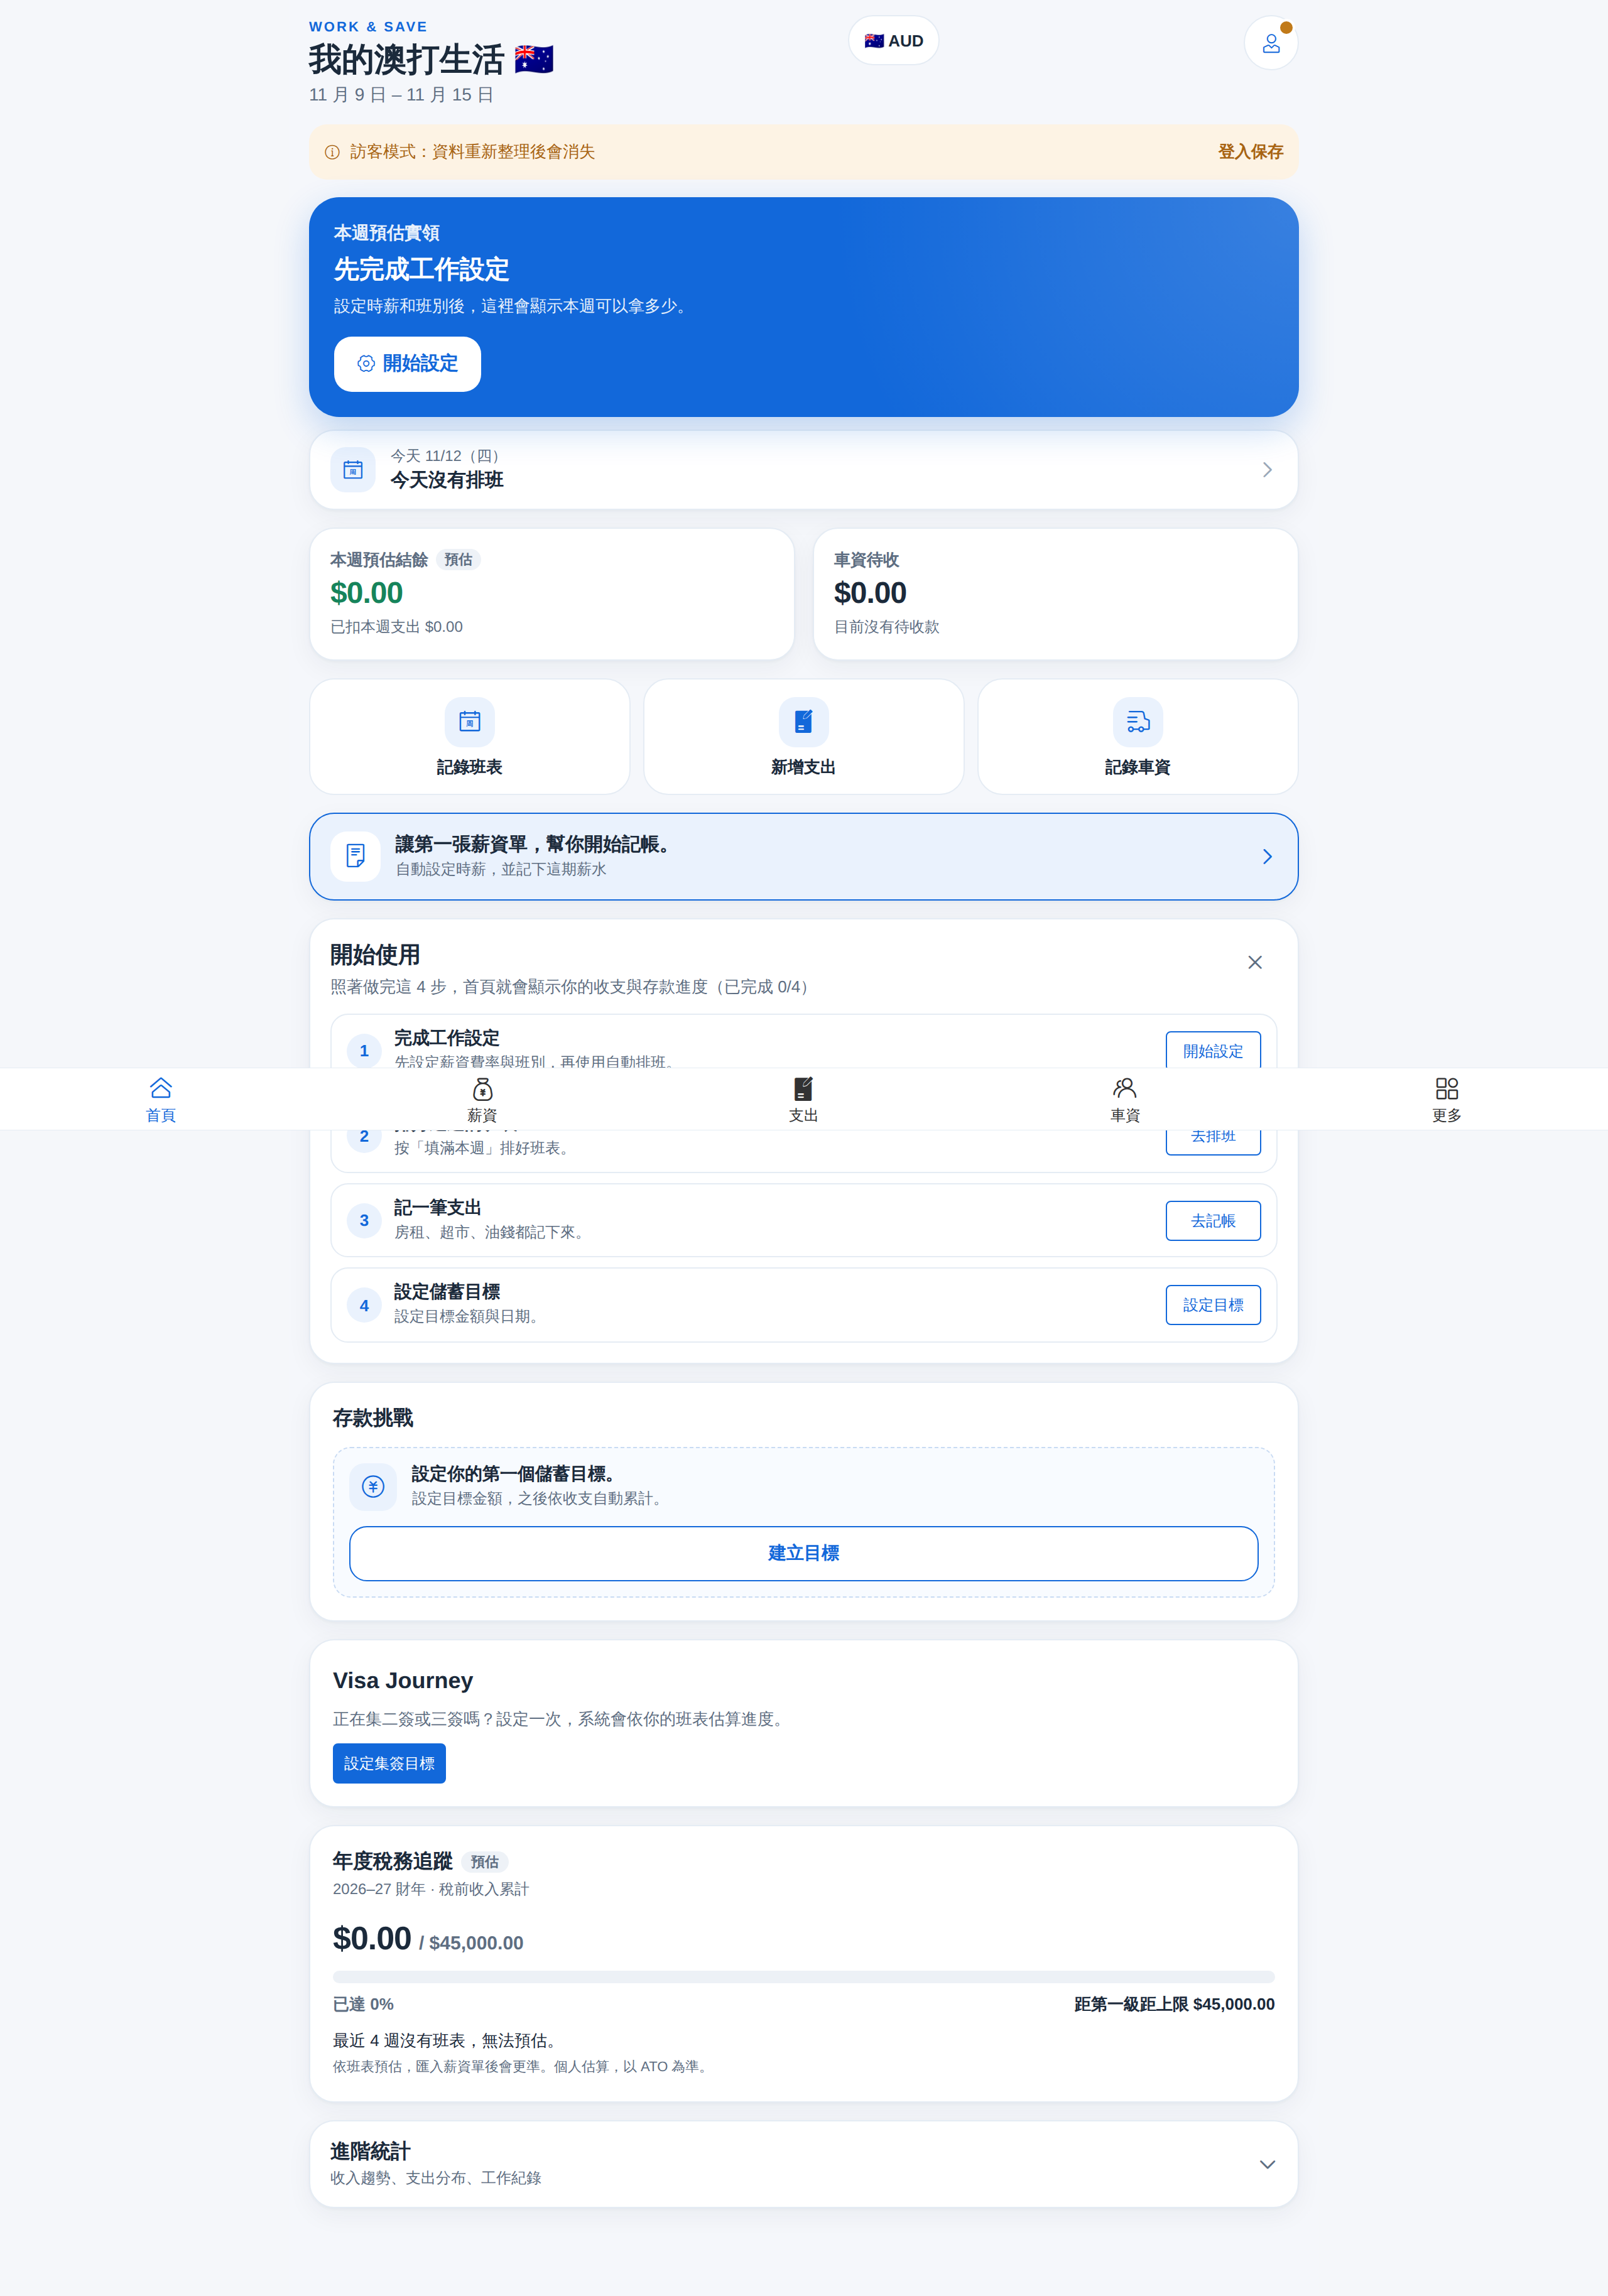 WORK & SAVE
我的澳打生活 🇦🇺
11 月 9 日 – 11 月 15 日
🇦🇺 AUD
訪客模式：資料重新整理後會消失
登入保存
本週預估實領
先完成工作設定
設定時薪和班別後，這裡會顯示本週可以拿多少。
開始設定
今天 11/12（四）
今天沒有排班
本週預估結餘 預估
$0.00
已扣本週支出 $0.00
車資待收
$0.00
目前沒有待收款
記錄班表
新增支出
記錄車資
讓第一張薪資單，幫你開始記帳。
自動設定時薪，並記下這期薪水
開始使用
照著做完這 4 步，首頁就會顯示你的收支與存款進度（已完成 0/4）
1
完成工作設定
先設定薪資費率與班別，再使用自動排班。
開始設定
首頁
薪資
支出
車資
更多
2
按「填滿本週」排好班表。
去排班
3
記一筆支出
房租、超市、油錢都記下來。
去記帳
4
設定儲蓄目標
設定目標金額與日期。
設定目標
存款挑戰
設定你的第一個儲蓄目標。
設定目標金額，之後依收支自動累計。
建立目標
Visa Journey
正在集二簽或三簽嗎？設定一次，系統會依你的班表估算進度。
設定集簽目標
年度稅務追蹤 預估
2026–27 財年 · 稅前收入累計
$0.00 / $45,000.00
已達 0%
距第一級距上限 $45,000.00
最近 4 週沒有班表，無法預估。
依班表預估，匯入薪資單後會更準。個人估算，以 ATO 為準。
進階統計
收入趨勢、支出分布、工作紀錄